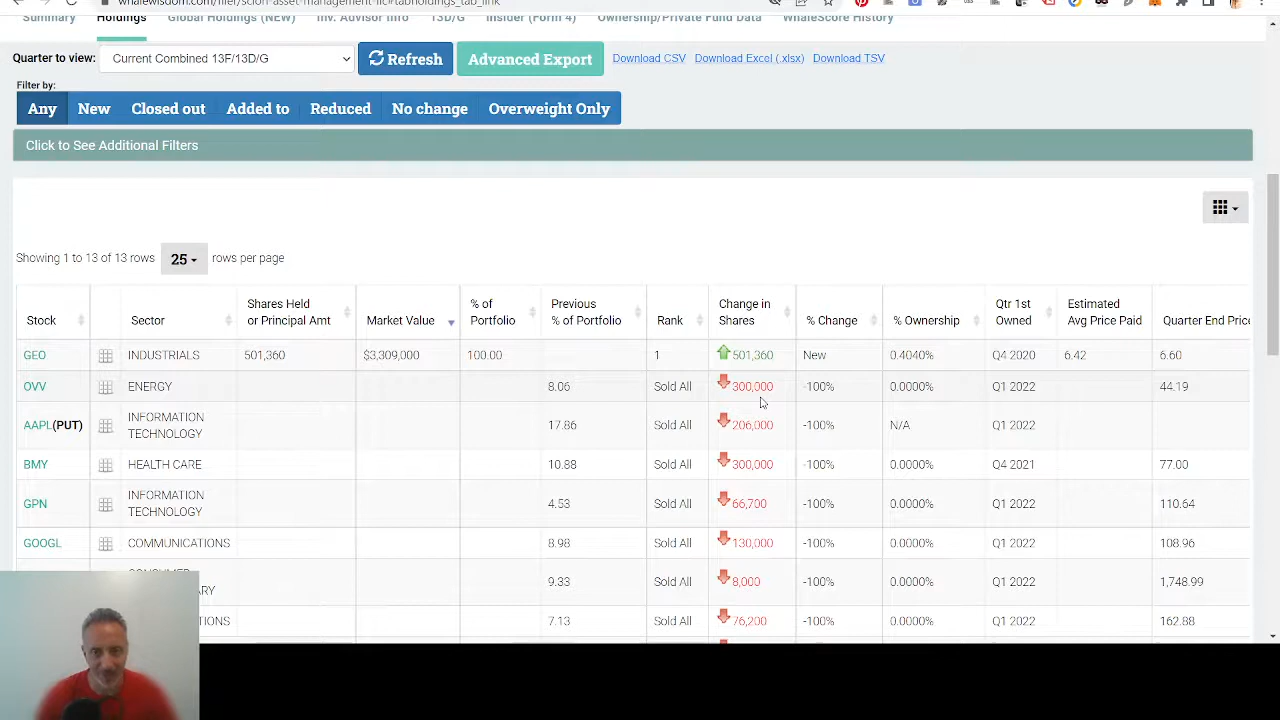 whalewisdom.com/filer/scion-asset-management-llc#tabholdings_tab_link
Summary Holdings Global Holdings (NEW) Inv. Advisor Info 13D/G Insider (Form 4) Ownership/Private Fund Data WhaleScore History
Quarter to view: Current Combined 13F/13D/G Refresh Advanced Export Download CSV Download Excel (.xlsx) Download TSV
Filter by:
Any New Closed out Added to Reduced No change Overweight Only
Click to See Additional Filters
Showing 1 to 13 of 13 rows 25 rows per page
Stock Sector Shares Held or Principal Amt Market Value % of Portfolio Previous % of Portfolio Rank Change in Shares % Change % Ownership Qtr 1st Owned Estimated Avg Price Paid Quarter End Price
GEO INDUSTRIALS 501,360 $3,309,000 100.00 1 501,360 New 0.4040% Q4 2020 6.42 6.60
OVV ENERGY 8.06 Sold All 300,000 -100% 0.0000% Q1 2022 44.19
AAPL(PUT) INFORMATION TECHNOLOGY 17.86 Sold All 206,000 -100% N/A Q1 2022
BMY HEALTH CARE 10.88 Sold All 300,000 -100% 0.0000% Q4 2021 77.00
GPN INFORMATION TECHNOLOGY 4.53 Sold All 66,700 -100% 0.0000% Q1 2022 110.64
GOOGL COMMUNICATIONS 8.98 Sold All 130,000 -100% 0.0000% Q1 2022 108.96
9.33 Sold All 8,000 -100% 0.0000% Q1 2022 1,748.99
7.13 Sold All 76,200 -100% 0.0000% Q1 2022 162.88